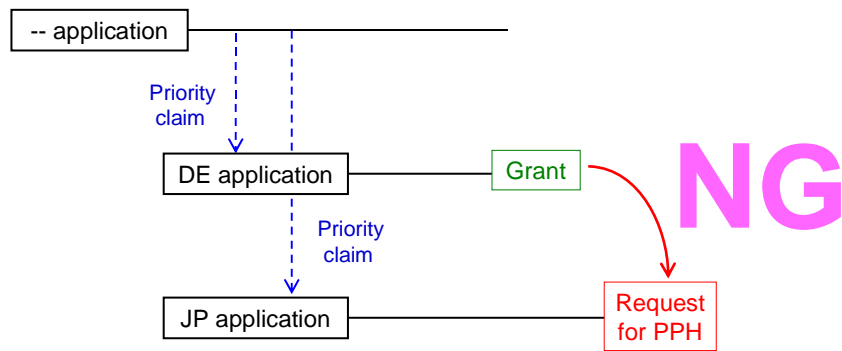 -- application
Priority
claim
DE application
Grant
NG
Priority
claim
JP application
Request
for PPH